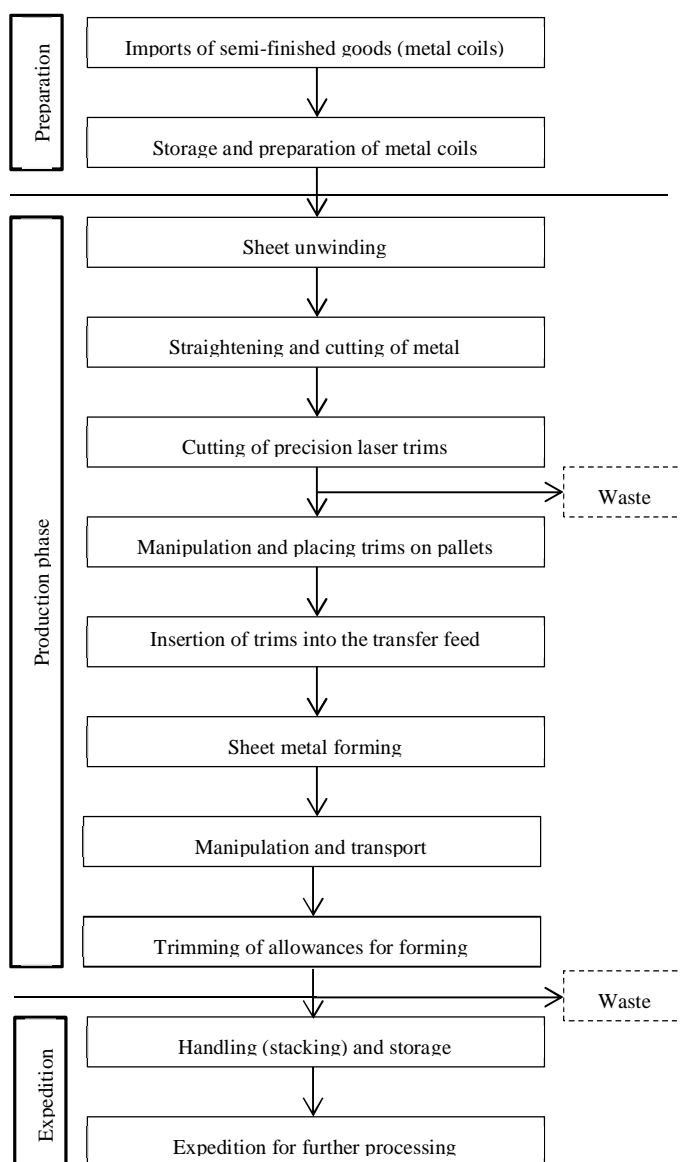 Preparation
Imports of semi-finished goods (metal coils)
Storage and preparation of metal coils
Production phase
Sheet unwinding
Straightening and cutting of metal
Cutting of precision laser trims
Waste
Manipulation and placing trims on pallets
Insertion of trims into the transfer feed
Sheet metal forming
Manipulation and transport
Trimming of allowances for forming
Waste
Expedition
Handling (stacking) and storage
Expedition for further processing